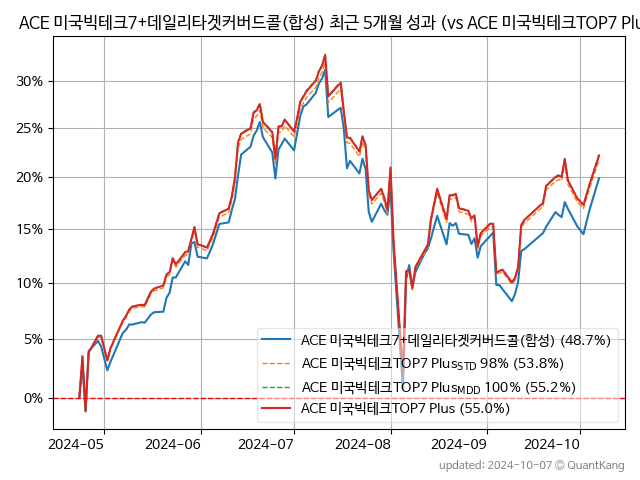 ACE 미국빅테크7+데일리타겟커버드콜(합성) 최근 5개월 성과 (vs ACE 미국빅테크TOP7 Plu
30%
25%
20%
15%
10%
5%
0%
ACE 미국빅테크7+데일리타겟커버드콜(합성) (48.7%)
ACE 미국빅테크TOP7 PlusSTD 98% (53.8%)
ACE 미국빅테크TOP7 PlusMDD 100% (55.2%)
ACE 미국빅테크TOP7 Plus (55.0%)
2024-05 2024-06 2024-07 2024-08 2024-09 2024-10
updated: 2024-10-07 © QuantKang